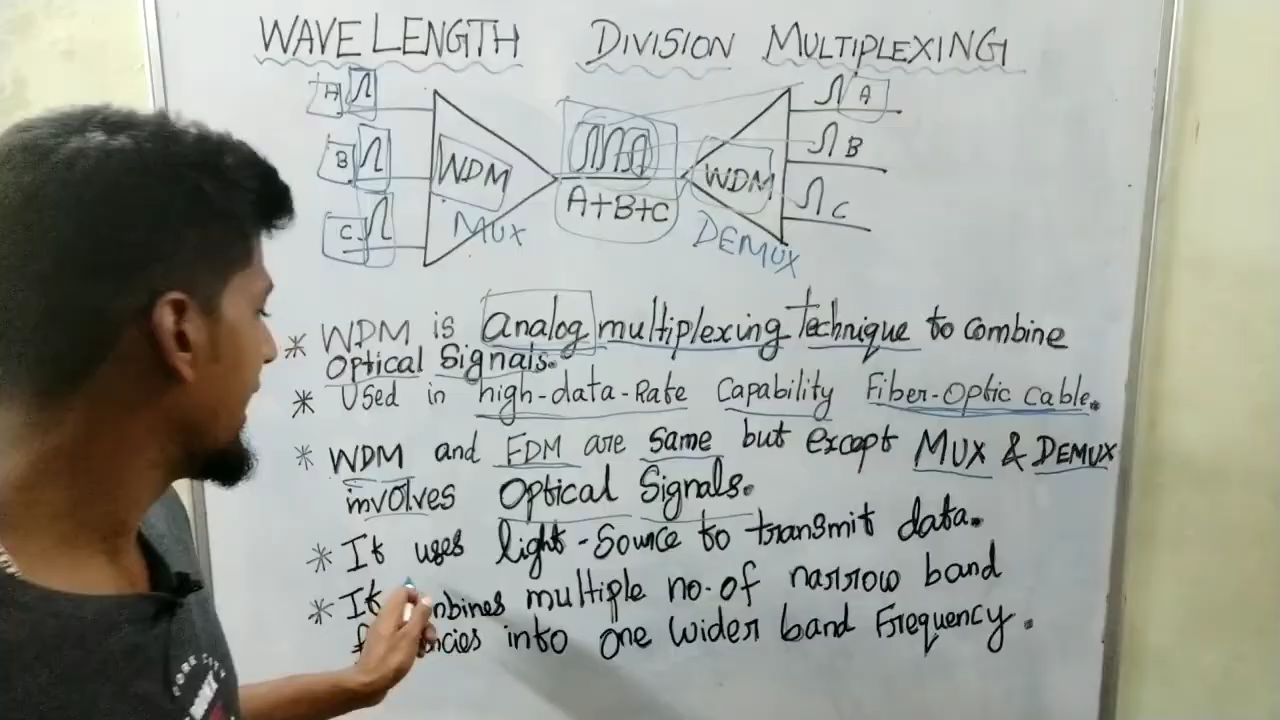 WAVELENGTH DIVISION MULTIPLEXING
A
A
B
WDM
WDM
B
C
MUX
A+B+C
DEMUX
C
* WDM is analog multiplexing Technique to combine
Optical Signals.
* Used in high-data-Rate Capability Fiber-Optic Cable.
* WDM and FDM are same but except MUX & DEMUX
involves Optical Signals.
* It uses light-source to transmit data.
* It multiple no.of narrow band
into one wider band Frequency.
CORE CITY